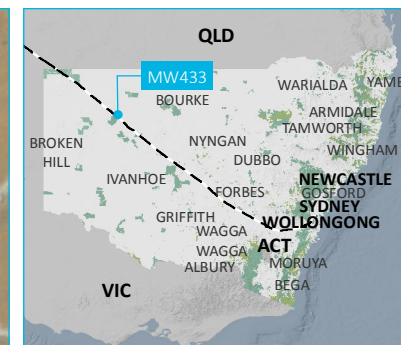 QLD
MW433
BOURKE
WARIALDA
YAMB
ARMIDALE
TAMWORTH
NYNGAN
BROKEN
HILL
WINGHAM
DUBBO
IVANHOE
NEWCASTLE
GOSFORD
FORBES
SYDNEY
GRIFFITH
WOLLONGONG
WAGGA
WAGGA
ACT
ALBURY
MORUYA
VIC
BEGA